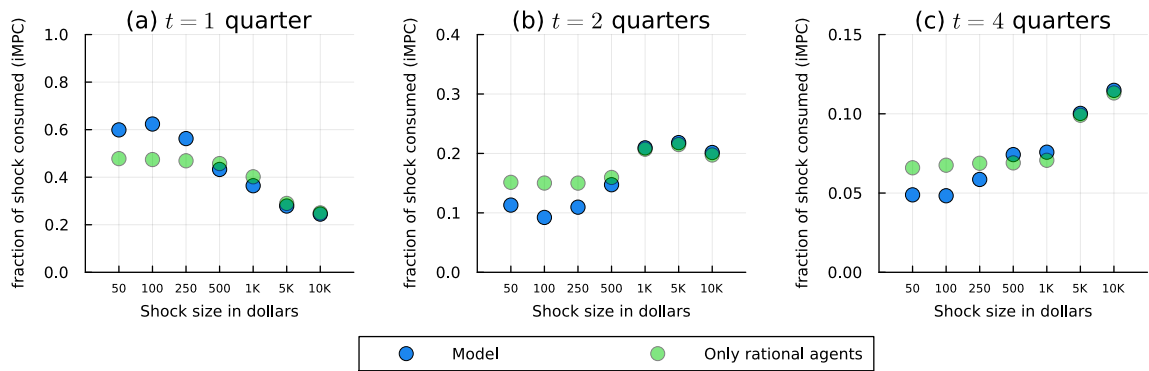 (a) t = 1 quarter
fraction of shock consumed (iMPC)
1.0
0.8
0.6
0.4
0.2
0.0
50 100 250 500 1K 5K 10K
Shock size in dollars
(b) t = 2 quarters
fraction of shock consumed (iMPC)
0.4
0.3
0.2
0.1
0.0
50 100 250 500 1K 5K 10K
Shock size in dollars
(c) t = 4 quarters
fraction of shock consumed (iMPC)
0.15
0.10
0.05
0.00
50 100 250 500 1K 5K 10K
Shock size in dollars
Model
Only rational agents